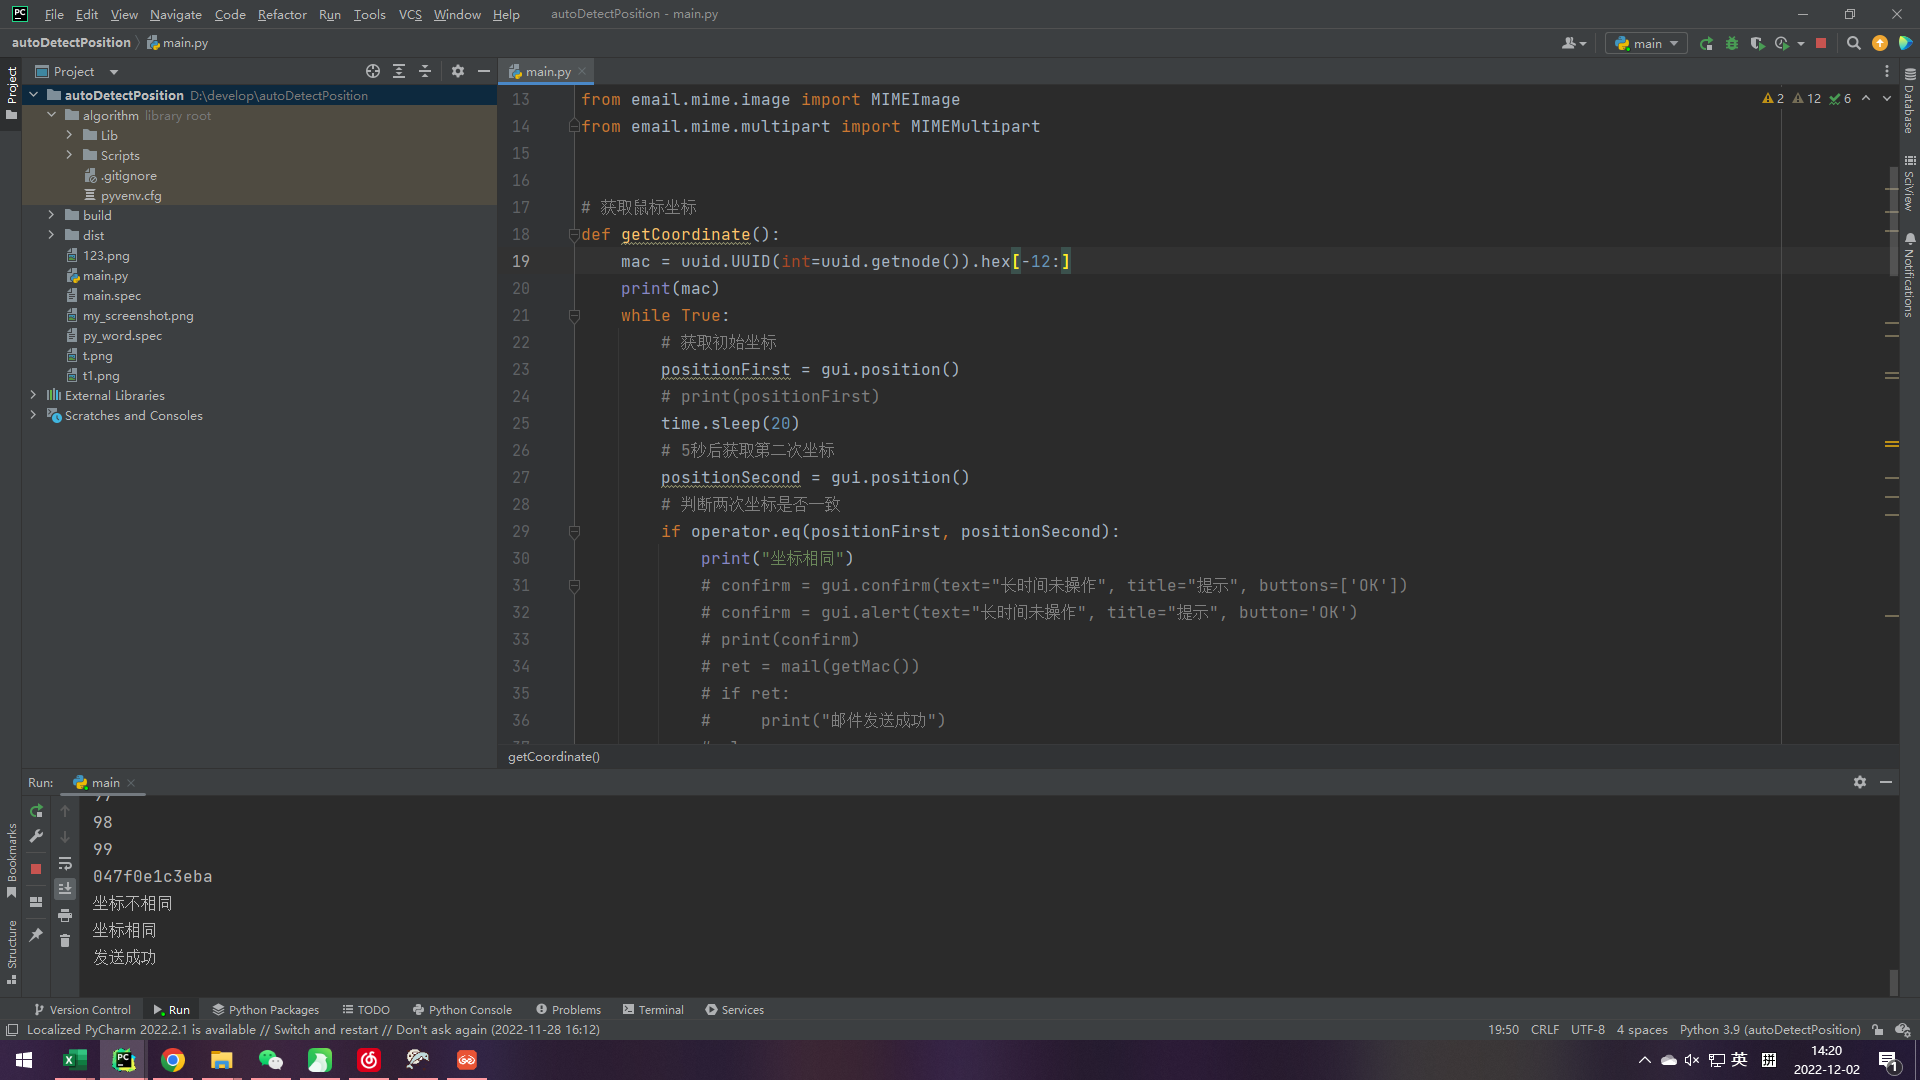 PC File Edit View Navigate Code Refactor Run Tools VCS Window Help autoDetectPosition - main.py
autoDetectPosition main.py main
Project
Project
main.py
autoDetectPosition D:\develop\autoDetectPosition
algorithm library root
Lib
Scripts
.gitignore
pyvenv.cfg
build
dist
123.png
main.py
main.spec
my_screenshot.png
py_word.spec
t.png
t1.png
External Libraries
Scratches and Consoles
2 12 6
13 from email.mime.image import MIMEImage
14 from email.mime.multipart import MIMEMultipart
15
16
17 # 获取鼠标坐标
18 def getCoordinate():
19 mac = uuid.UUID(int=uuid.getnode()).hex[-12:]
20 print(mac)
21 while True:
22 # 获取初始坐标
23 positionFirst = gui.position()
24 # print(positionFirst)
25 time.sleep(20)
26 # 5秒后获取第二次坐标
27 positionSecond = gui.position()
28 # 判断两次坐标是否一致
29 if operator.eq(positionFirst, positionSecond):
30 print("坐标相同")
31 # confirm = gui.confirm(text="长时间未操作", title="提示", buttons=['OK'])
32 # confirm = gui.alert(text="长时间未操作", title="提示", button='OK')
33 # print(confirm)
34 # ret = mail(getMac())
35 # if ret:
36 # print("邮件发送成功")
getCoordinate()
Database
SciView
Notifications
Run: main
98
99
047f0e1c3eba
坐标不相同
坐标相同
发送成功
Bookmarks
Structure
Version Control Run Python Packages TODO Python Console Problems Terminal Services
Localized PyCharm 2022.2.1 is available // Switch and restart // Don't ask again (2022-11-28 16:12) 19:50 CRLF UTF-8 4 spaces Python 3.9 (autoDetectPosition)
英
14:20
2022-12-02
1